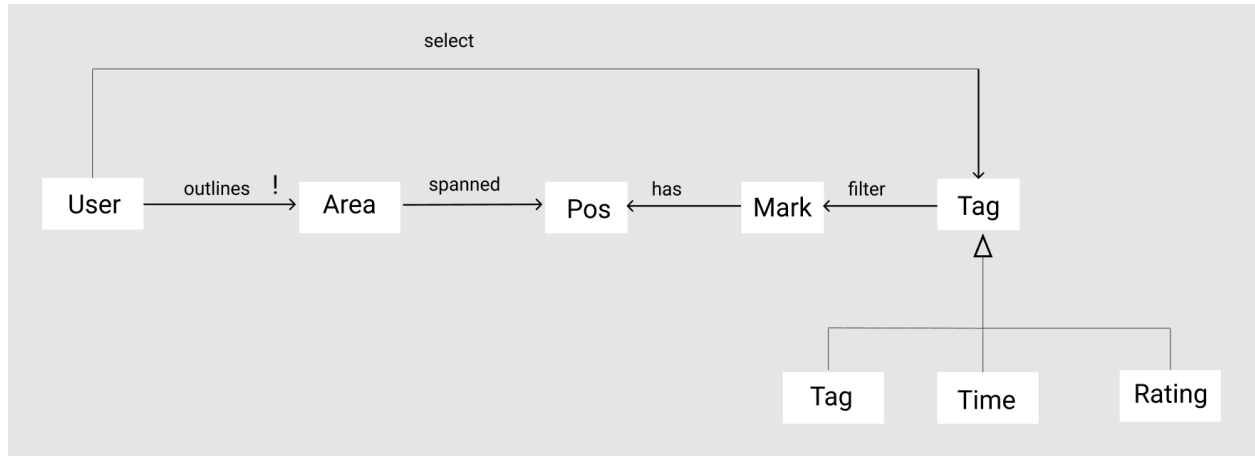 select
User
outlines
!
Area
spanned
Pos
has
Mark
filter
Tag
Tag
Time
Rating